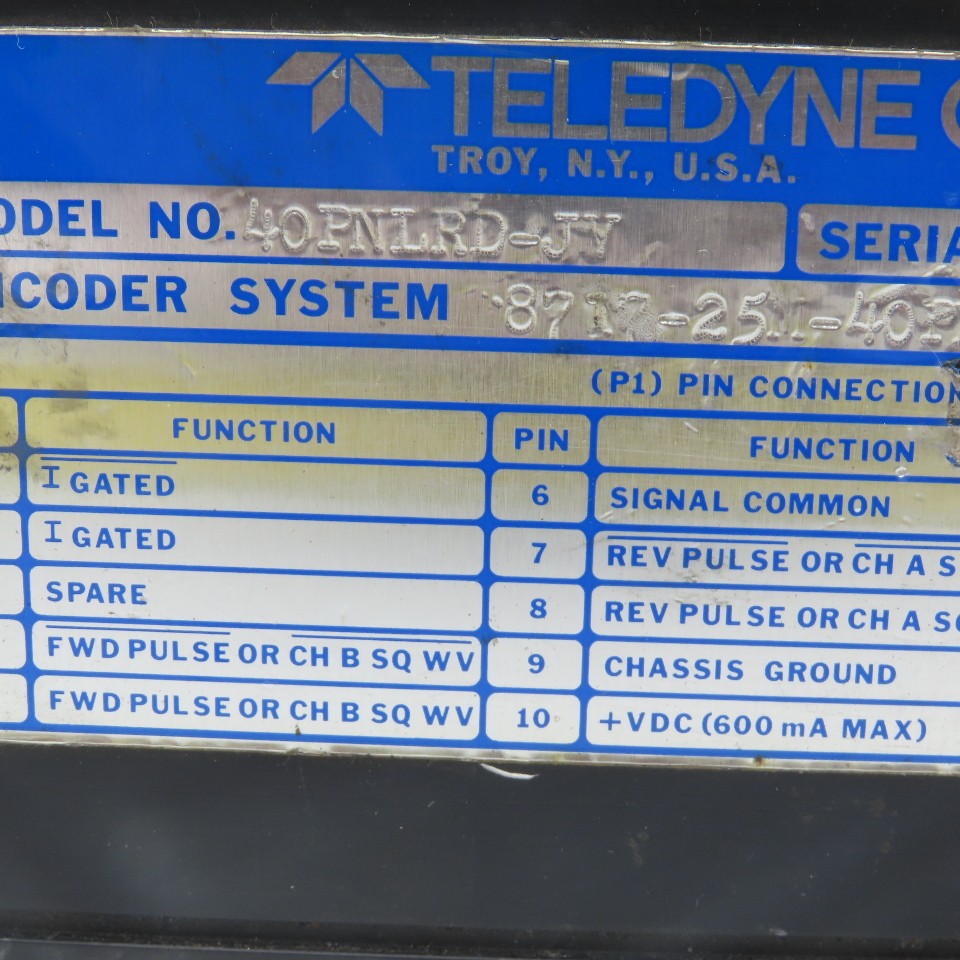 TELEDYNE
TROY, N.Y., U.S.A.
ODEL NO. 40PNLRD-JY SERIA
CODER SYSTEM
(P1) PIN CONNECTION
FUNCTION PIN FUNCTION
I GATED 6 SIGNAL COMMON
I GATED 7 REV PULSE OR CH A S
SPARE 8 REV PULSE OR CH A S
FWD PULSE OR CH B SQ WV 9 CHASSIS GROUND
FWD PULSE OR CH B SQ WV 10 +VDC (600 mA MAX)